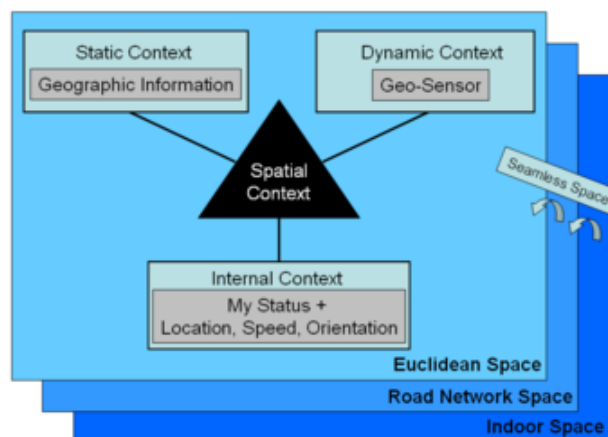 Static Context
Geographic Information
Dynamic Context
Geo-Sensor
Spatial
Context
Seamless Space
Internal Context
My Status +
Location, Speed, Orientation
Euclidean Space
Road Network Space
Indoor Space